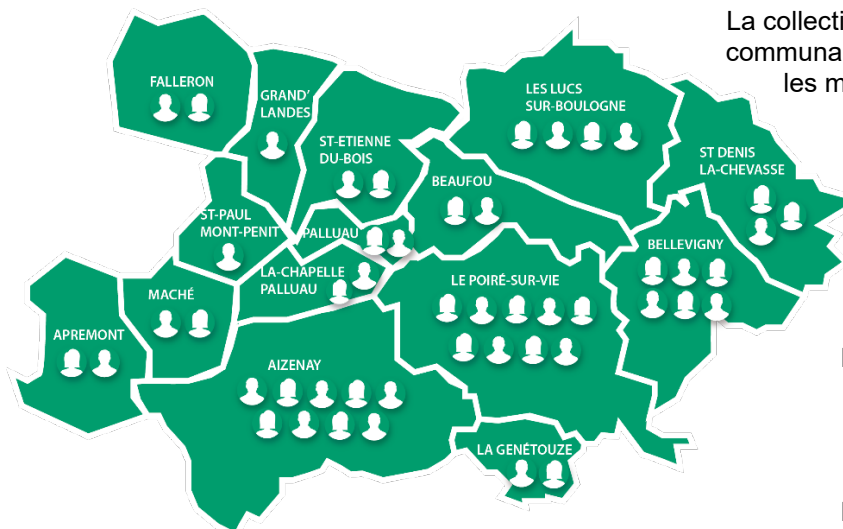 La collecti
communa
les m
FALLERON
GRAND'
LANDES
LES LUCS
SUR-BOULOGNE
ST-ETIENNE
DU-BOIS
ST DENIS
LA-CHEVASSE
BEAUFOU
ST-PAUL
MONT-PENIT
PALLUAU
BELLEVIGNY
LA-CHAPELLE
PALLUAU
LE POIRÉ-SUR-VIE
MACHÉ
APREMONT
AIZENAY
LA GENÉTOUZE